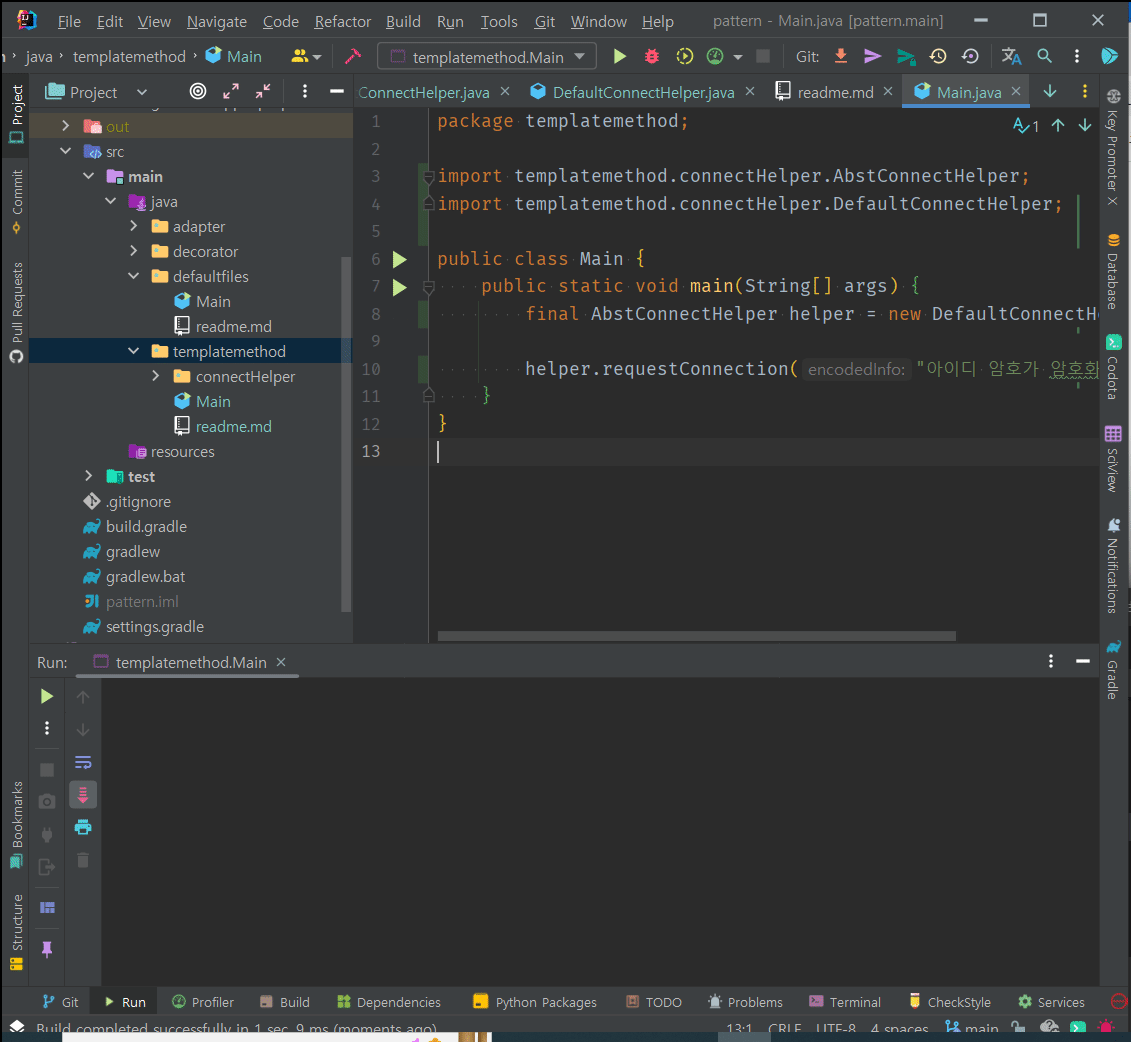 File Edit View Navigate Code Refactor Build Run Tools Git Window Help pattern - Main.java [pattern.main]
java templatemethod Main templatemethod.Main Git:
Project ConnectHelper.java DefaultConnectHelper.java readme.md Main.java
Project
Commit
Pull Requests
Bookmarks
Structure
out
src
main
java
adapter
decorator
defaultfiles
Main
readme.md
templatemethod
connectHelper
Main
readme.md
resources
test
.gitignore
build.gradle
gradlew
gradlew.bat
pattern.iml
settings.gradle
1 package templatemethod; 1
2
3 import templatemethod.connectHelper.AbstConnectHelper;
4 import templatemethod.connectHelper.DefaultConnectHelper;
5
6 public class Main {
7 public static void main(String[] args) {
8 final AbstConnectHelper helper = new DefaultConnectH
9
10 helper.requestConnection( encodedInfo: "아이디 암호가 암호화
11 }
12 }
13
Key Promoter X
Database
Codota
SciView
Notifications
Gradle
Run: templatemethod.Main
Git Run Profiler Build Dependencies Python Packages TODO Problems Terminal CheckStyle Services
Build completed successfully in 1 sec, 9 ms (moments ago) 13:1 CRLF UTF-8 4 spaces main